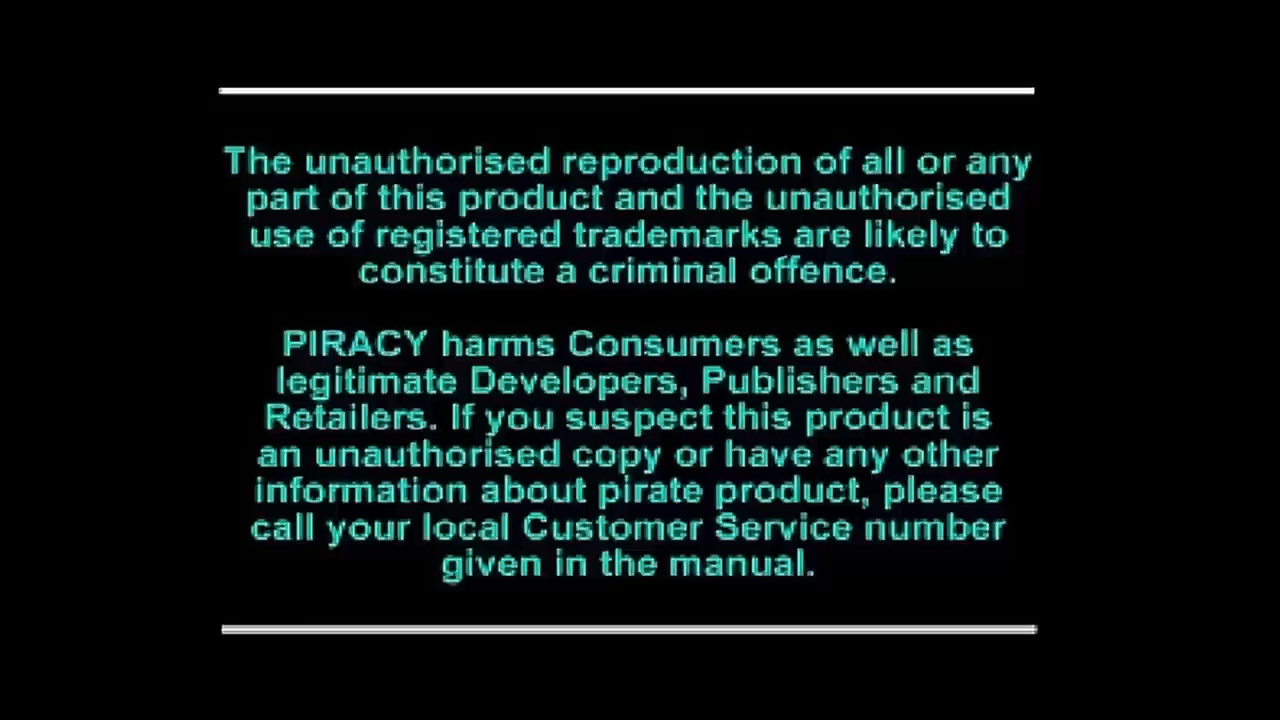 The unauthorised reproduction of all or any
part of this product and the unauthorised
use of registered trademarks are likely to
constitute a criminal offence.
PIRACY harms Consumers as well as
legitimate Developers, Publishers and
Retailers. If you suspect this product is
an unauthorised copy or have any other
information about pirate product, please
call your local Customer Service number
given in the manual.